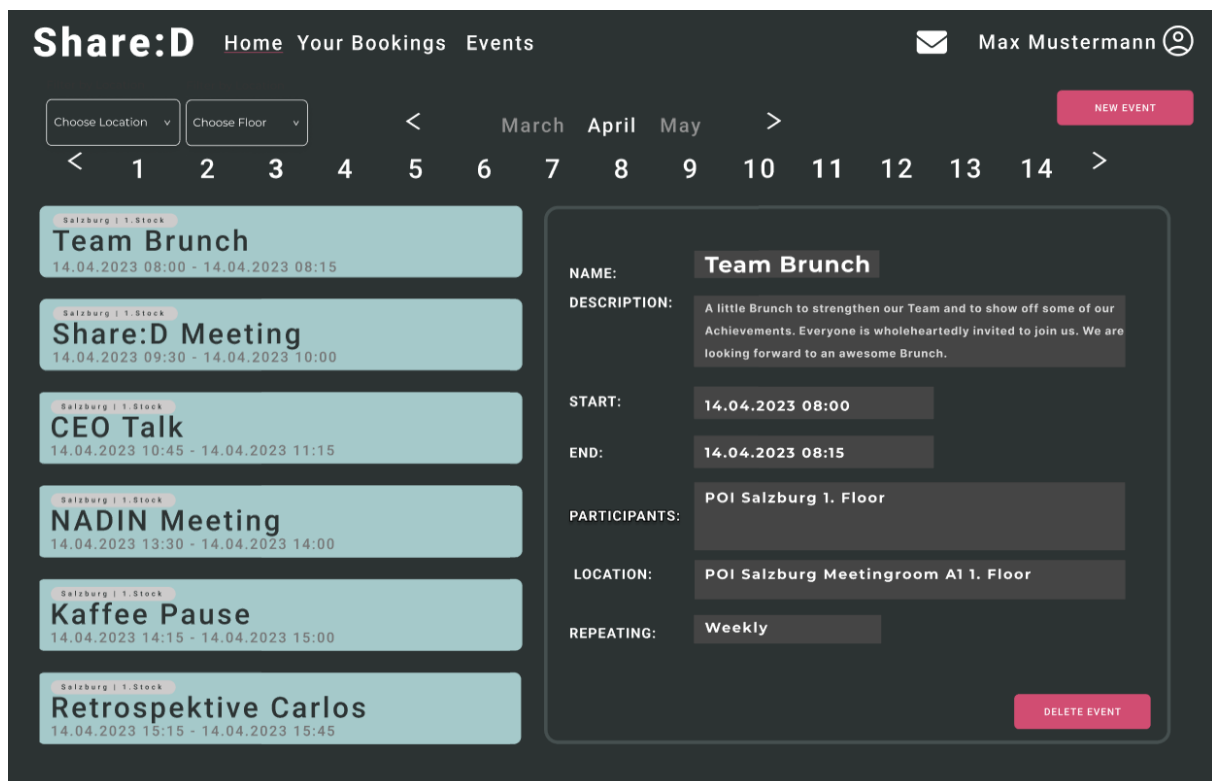 Share:D Home Your Bookings Events Max Mustermann
Choose Location Choose Floor < March April May > NEW EVENT
< 1 2 3 4 5 6 7 8 9 10 11 12 13 14 >
Salzburg | 1.Stock
Team Brunch
14.04.2023 08:00 - 14.04.2023 08:15
Salzburg | 1.Stock
Share:D Meeting
14.04.2023 09:30 - 14.04.2023 10:00
Salzburg | 1.Stock
CEO Talk
14.04.2023 10:45 - 14.04.2023 11:15
Salzburg | 1.Stock
NADIN Meeting
14.04.2023 13:30 - 14.04.2023 14:00
Salzburg | 1.Stock
Kaffee Pause
14.04.2023 14:15 - 14.04.2023 15:00
Salzburg | 1.Stock
Retrospektive Carlos
14.04.2023 15:15 - 14.04.2023 15:45
NAME: Team Brunch
DESCRIPTION: A little Brunch to strengthen our Team and to show off some of our
Achievements. Everyone is wholeheartedly invited to join us. We are
looking forward to an awesome Brunch.
START: 14.04.2023 08:00
END: 14.04.2023 08:15
PARTICIPANTS: POI Salzburg 1. Floor
LOCATION: POI Salzburg Meetingroom A1 1. Floor
REPEATING: Weekly
DELETE EVENT